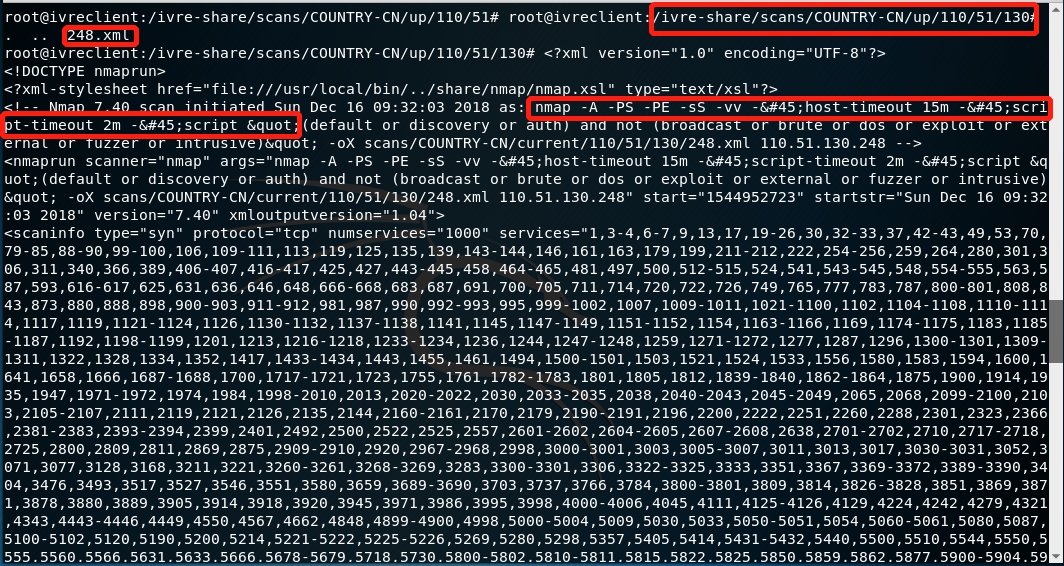 root@ivreclient:/ivre-share/scans/COUNTRY-CN/up/110/51# root@ivreclient:/ivre-share/scans/COUNTRY-CN/up/110/51/130#
. .. 248.xml
root@ivreclient:/ivre-share/scans/COUNTRY-CN/up/110/51/130# <?xml version="1.0" encoding="UTF-8"?>
<!DOCTYPE nmaprun>
<?xml-stylesheet href="file:///usr/local/bin/../share/nmap/nmap.xsl" type="text/xsl"?>
<!-- Nmap 7.40 scan initiated Sun Dec 16 09:32:03 2018 as: nmap -A -PS -PE -sS -vv -&#45;host-timeout 15m -&#45;scri
pt-timeout 2m -&#45;script &quot;(default or discovery or auth) and not (broadcast or brute or dos or exploit or ext
ernal or fuzzer or intrusive)&quot; -oX scans/COUNTRY-CN/current/110/51/130/248.xml 110.51.130.248 -->
<nmaprun scanner="nmap" args="nmap -A -PS -PE -sS -vv -&#45;host-timeout 15m -&#45;script-timeout 2m -&#45;script &q
uot;(default or discovery or auth) and not (broadcast or brute or dos or exploit or external or fuzzer or intrusive)
&quot; -oX scans/COUNTRY-CN/current/110/51/130/248.xml 110.51.130.248" start="1544952723" startstr="Sun Dec 16 09:32
:03 2018" version="7.40" xmloutputversion="1.04">
<scaninfo type="syn" protocol="tcp" numservices="1000" services="1,3-4,6-7,9,13,17,19-26,30,32-33,37,42-43,49,53,70,
79-85,88-90,99-100,106,109-111,113,119,125,135,139,143-144,146,161,163,179,199,211-212,222,254-256,259,264,280,301,3
06,311,340,366,389,406-407,416-417,425,427,443-445,458,464-465,481,497,500,512-515,524,541,543-545,548,554-555,563,5
87,593,616-617,625,631,636,646,648,666-668,683,687,691,700,705,711,714,720,722,726,749,765,777,783,787,800-801,808,8
43,873,880,888,898,900-903,911-912,981,987,990,992-993,995,999-1002,1007,1009-1011,1021-1100,1102,1104-1108,1110-111
4,1117,1119,1121-1124,1126,1130-1132,1137-1138,1141,1145,1147-1149,1151-1152,1154,1163-1166,1169,1174-1175,1183,1185
-1187,1192,1198-1199,1201,1213,1216-1218,1233-1234,1236,1244,1247-1248,1259,1271-1272,1277,1287,1296,1300-1301,1309-
1311,1322,1328,1334,1352,1417,1433-1434,1443,1455,1461,1494,1500-1501,1503,1521,1524,1533,1556,1580,1583,1594,1600,1
641,1658,1666,1687-1688,1700,1717-1721,1723,1755,1761,1782-1783,1801,1805,1812,1839-1840,1862-1864,1875,1900,1914,19
35,1947,1971-1972,1974,1984,1998-2010,2013,2020-2022,2030,2033-2035,2038,2040-2043,2045-2049,2065,2068,2099-2100,210
3,2105-2107,2111,2119,2121,2126,2135,2144,2160-2161,2170,2179,2190-2191,2196,2200,2222,2251,2260,2288,2301,2323,2366
,2381-2383,2393-2394,2399,2401,2492,2500,2522,2525,2557,2601-2602,2604-2605,2607-2608,2638,2701-2702,2710,2717-2718,
2725,2800,2809,2811,2869,2875,2909-2910,2920,2967-2968,2998,3000-3001,3003,3005-3007,3011,3013,3017,3030-3031,3052,3
071,3077,3128,3168,3211,3221,3260-3261,3268-3269,3283,3300-3301,3306,3322-3325,3333,3351,3367,3369-3372,3389-3390,34
04,3476,3493,3517,3527,3546,3551,3580,3659,3689-3690,3703,3737,3766,3784,3800-3801,3809,3814,3826-3828,3851,3869,387
1,3878,3880,3889,3905,3914,3918,3920,3945,3971,3986,3995,3998,4000-4006,4045,4111,4125-4126,4129,4224,4242,4279,4321
,4343,4443-4446,4449,4550,4567,4662,4848,4899-4900,4998,5000-5004,5009,5030,5033,5050-5051,5054,5060-5061,5080,5087,
5100-5102,5120,5190,5200,5214,5221-5222,5225-5226,5269,5280,5298,5357,5405,5414,5431-5432,5440,5500,5510,5544,5550,5
555,5560,5566,5631,5633,5666,5678-5679,5718,5730,5800-5802,5810-5811,5815,5822,5825,5850,5859,5862,5877,5900-5904,59